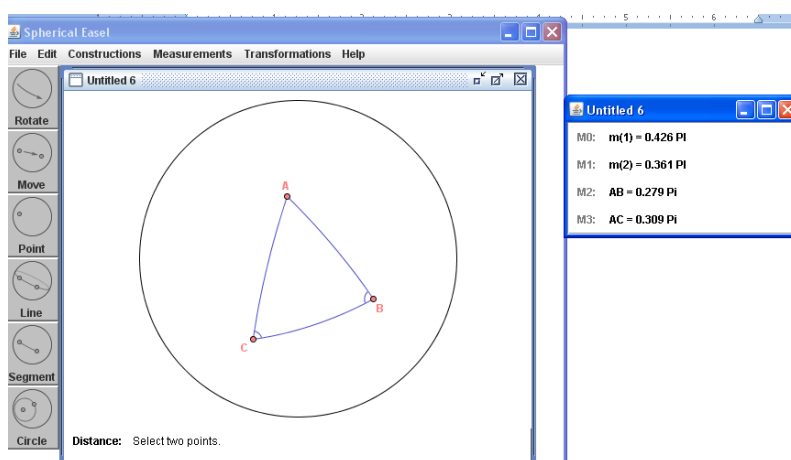 Spherical Easel
File Edit Constructions Measurements Transformations Help
Untitled 6
Rotate
Move
Point
Line
Segment
Circle
A
B
C
Distance: Select two points.
5 6
Untitled 6
M0: m(1) = 0.426 PI
M1: m(2) = 0.361 PI
M2: AB = 0.279 Pi
M3: AC = 0.309 Pi